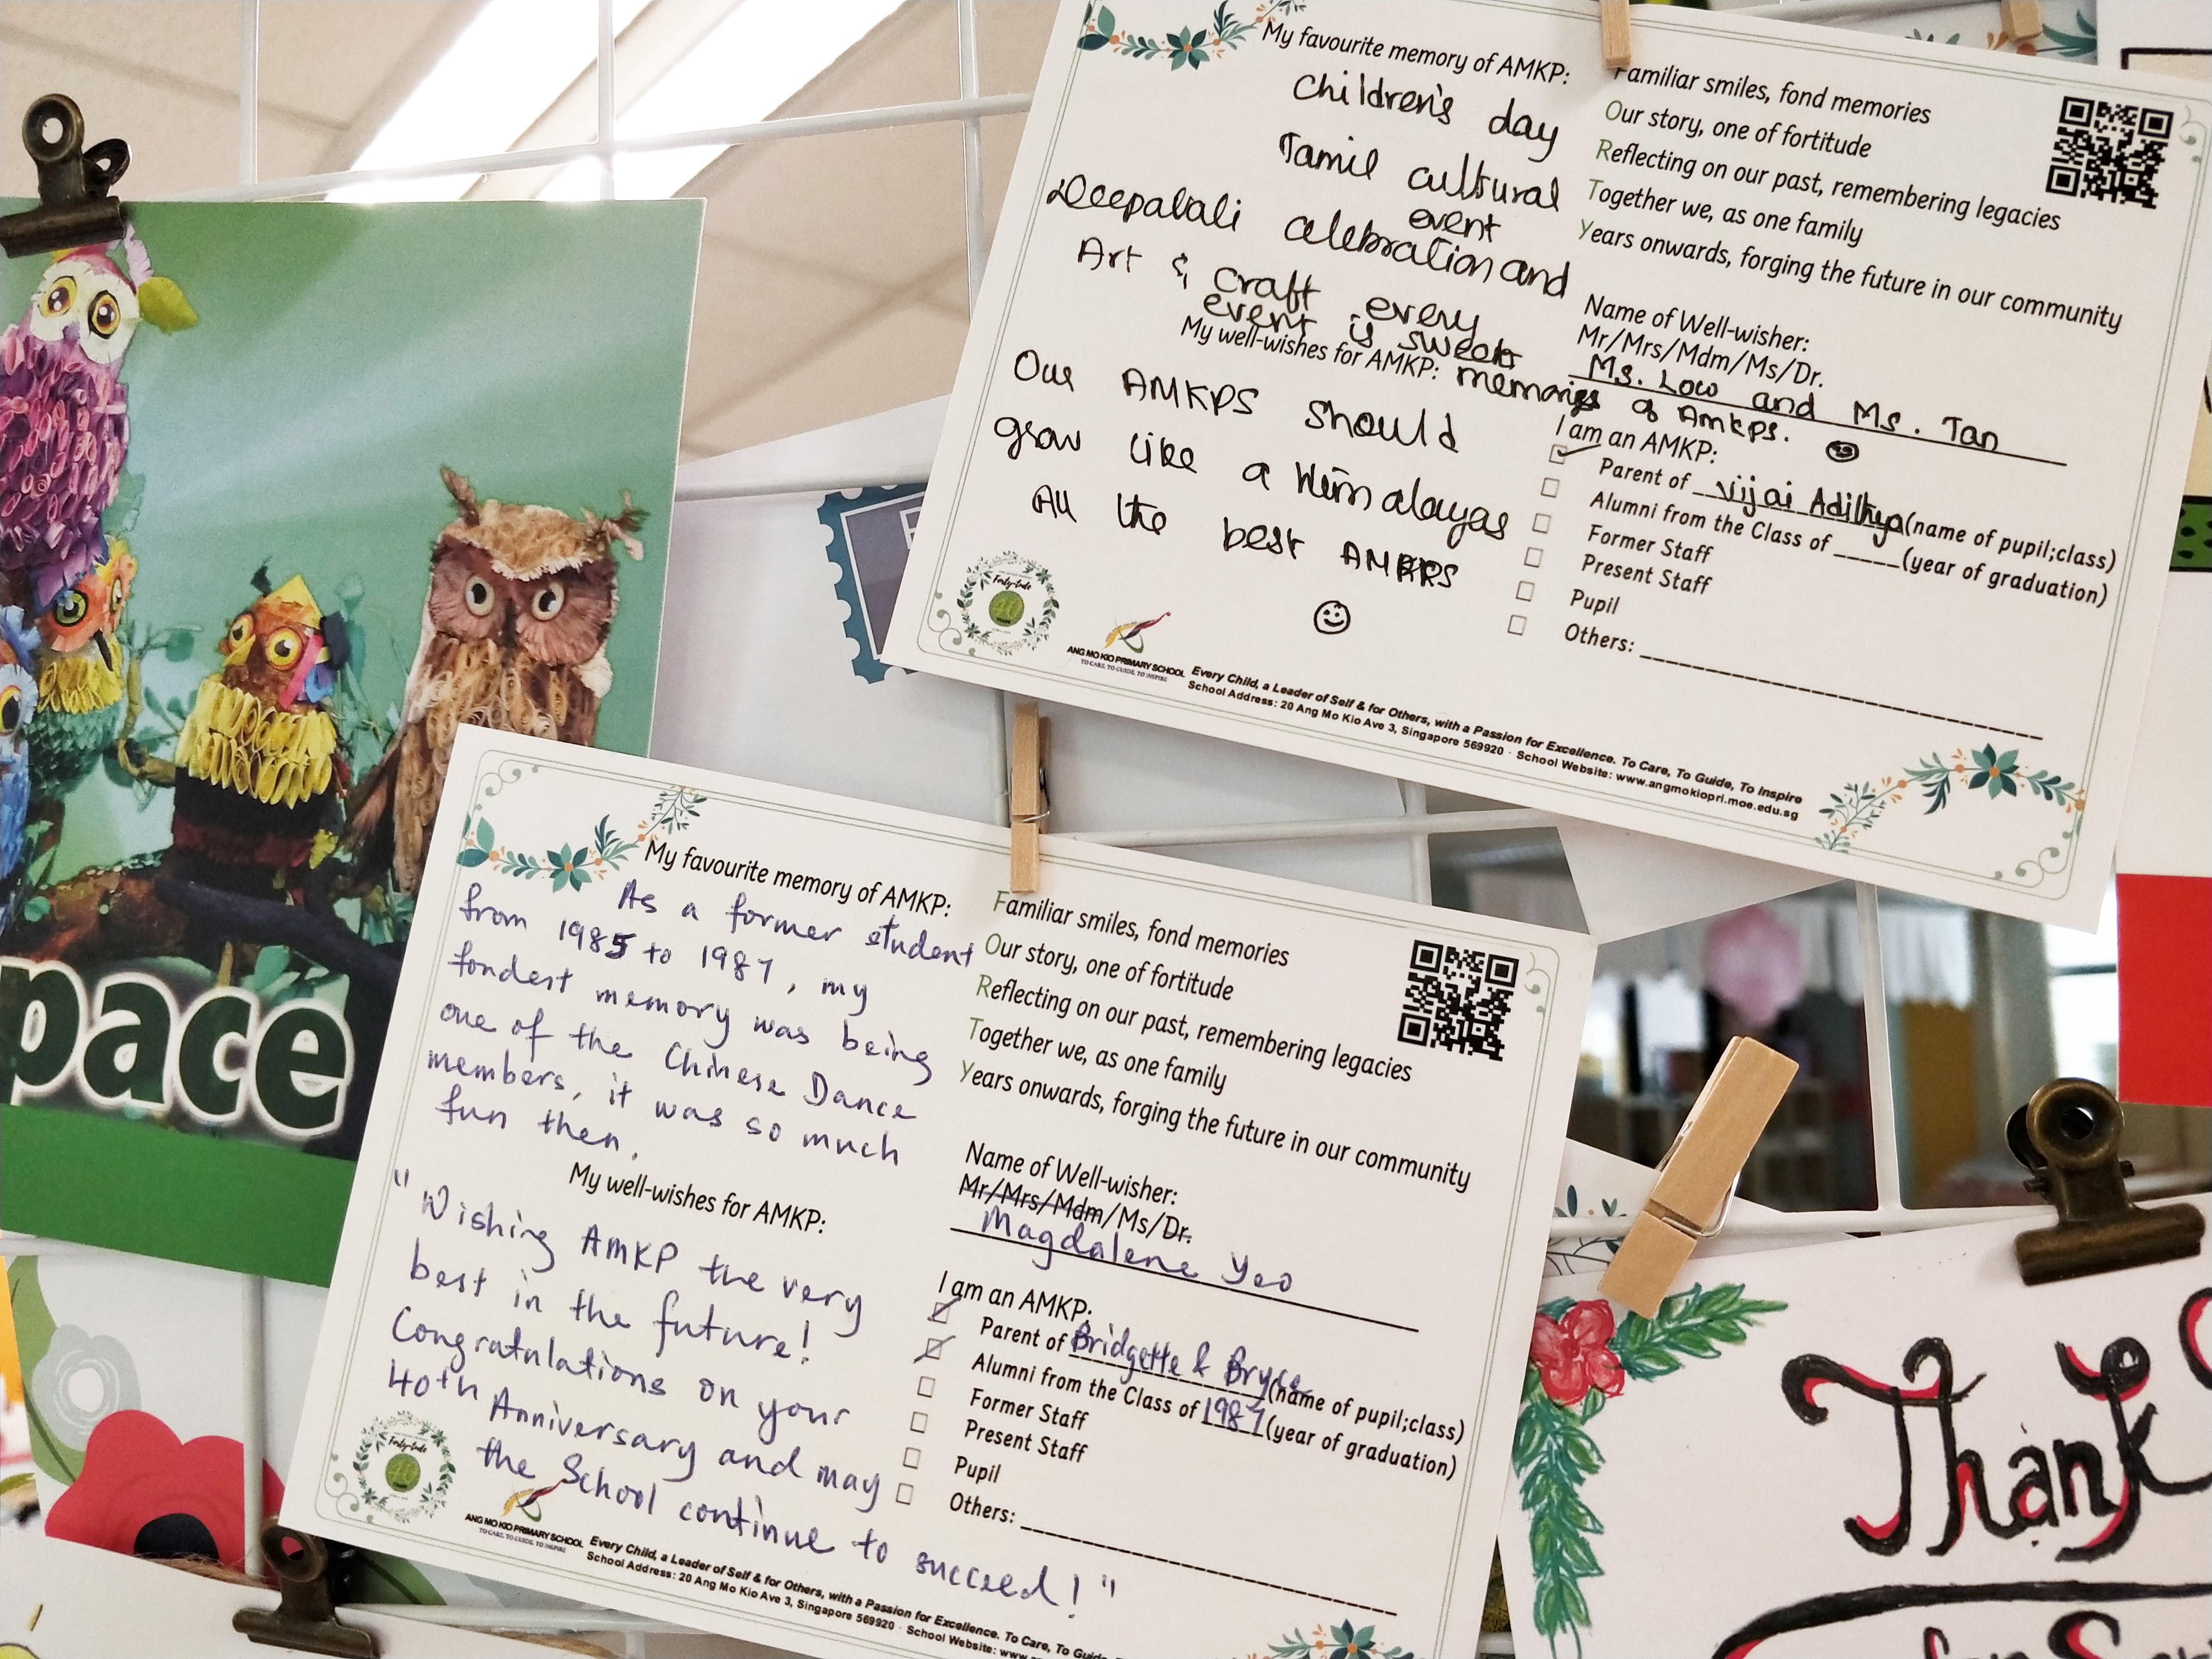 My favourite memory of AMKP:
Children's day
Tamil cultural
event
Deepabali celebration and
Art & craft every
event is sweet
memories of Amkps.
My well-wishes for AMKP:
Our AMKPS should
grow like a Himalayas
All the best AMKPS
Familiar smiles, fond memories
Our story, one of fortitude
Reflecting on our past, remembering legacies
Together we, as one family
Years onwards, forging the future in our community
Name of Well-wisher:
Mr/Mrs/Mdm/Ms/Dr.
Ms. Low and Ms. Tan
I am an AMKP:
Parent of Vijai Adithya (name of pupil;class)
Alumni from the Class of _____(year of graduation)
Former Staff
Present Staff
Pupil
Others:
Forty-tude
ANG MO KIO PRIMARY SCHOOL
TO CARE, TO GUIDE, TO INSPIRE
Every Child, a Leader of Self & for Others, with a Passion for Excellence. To Care, To Guide, To Inspire
School Address: 20 Ang Mo Kio Ave 3, Singapore 569920 · School Website: www.angmokiopri.moe.edu.sg
pace
My favourite memory of AMKP:
As a former student
from 1985 to 1987, my
fondest memory was being
one of the Chinese Dance
members, it was so much
fun then.
My well-wishes for AMKP:
"Wishing AMKP the very
best in the future!
Congratulations on your
40th Anniversary and may
the School continue to succeed!"
Familiar smiles, fond memories
Our story, one of fortitude
Reflecting on our past, remembering legacies
Together we, as one family
Years onwards, forging the future in our community
Name of Well-wisher:
Mr/Mrs/Mdm/Ms/Dr.
Magdalene Yeo
I am an AMKP:
Parent of Bridgette & Bryce (name of pupil;class)
Alumni from the Class of 1987 (year of graduation)
Former Staff
Present Staff
Pupil
Others:
Forty-tude
ANG MO KIO PRIMARY SCHOOL
TO CARE, TO GUIDE, TO INSPIRE
Every Child, a Leader of Self & for Others, with a Passion for Excellence. To Care, To Guide
School Address: 20 Ang Mo Kio Ave 3, Singapore 569920 · School Website: www
Thank